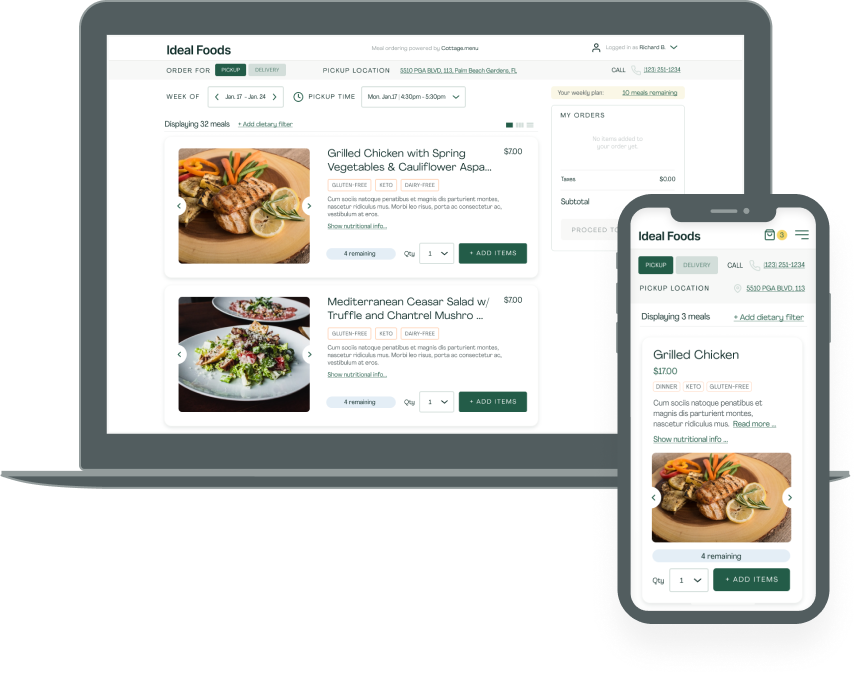 Ideal Foods
Meal ordering powered by Cottage.menu
Logged in as Richard B.
ORDER FOR PICKUP DELIVERY
PICKUP LOCATION 5510 PGA BLVD, 113, Palm Beach Gardens, FL
CALL (123) 251-1234
WEEK OF Jan. 17 - Jan. 24
PICKUP TIME Mon. Jan.17 | 4:30pm - 5:30pm
Displaying 32 meals + Add dietary filter
Grilled Chicken with Spring $7.00
Vegetables & Cauliflower Aspa...
GLUTEN-FREE KETO DAIRY-FREE
Cum sociis natoque penatibus et magnis dis parturient montes,
nascetur ridiculus mus. Morbi leo risus, porta ac consectetur ac,
vestibulum at eros.
Show nutritional info...
4 remaining Qty 1 + ADD ITEMS
Mediterranean Ceasar Salad w/ $7.00
Truffle and Chantrel Mushro ...
GLUTEN-FREE KETO DAIRY-FREE
Cum sociis natoque penatibus et magnis dis parturient montes,
nascetur ridiculus mus. Morbi leo risus, porta ac consectetur ac,
vestibulum at eros.
Show nutritional info...
4 remaining Qty 1 + ADD ITEMS
Your weekly plan: 10 meals remaining
MY ORDERS
No items added to
your order yet.
Taxes $0.00
Subtotal
PROCEED TO
Ideal Foods 3
PICKUP DELIVERY CALL (123) 251-1234
PICKUP LOCATION 5510 PGA BLVD, 113
Displaying 3 meals + Add dietary filter
Grilled Chicken
$17.00
DINNER KETO GLUTEN-FREE
Cum sociis natoque penatibus et
magnis dis parturient montes,
nascetur ridiculus mus. Read more ...
Show nutritional info ...
4 remaining
Qty 1 + ADD ITEMS